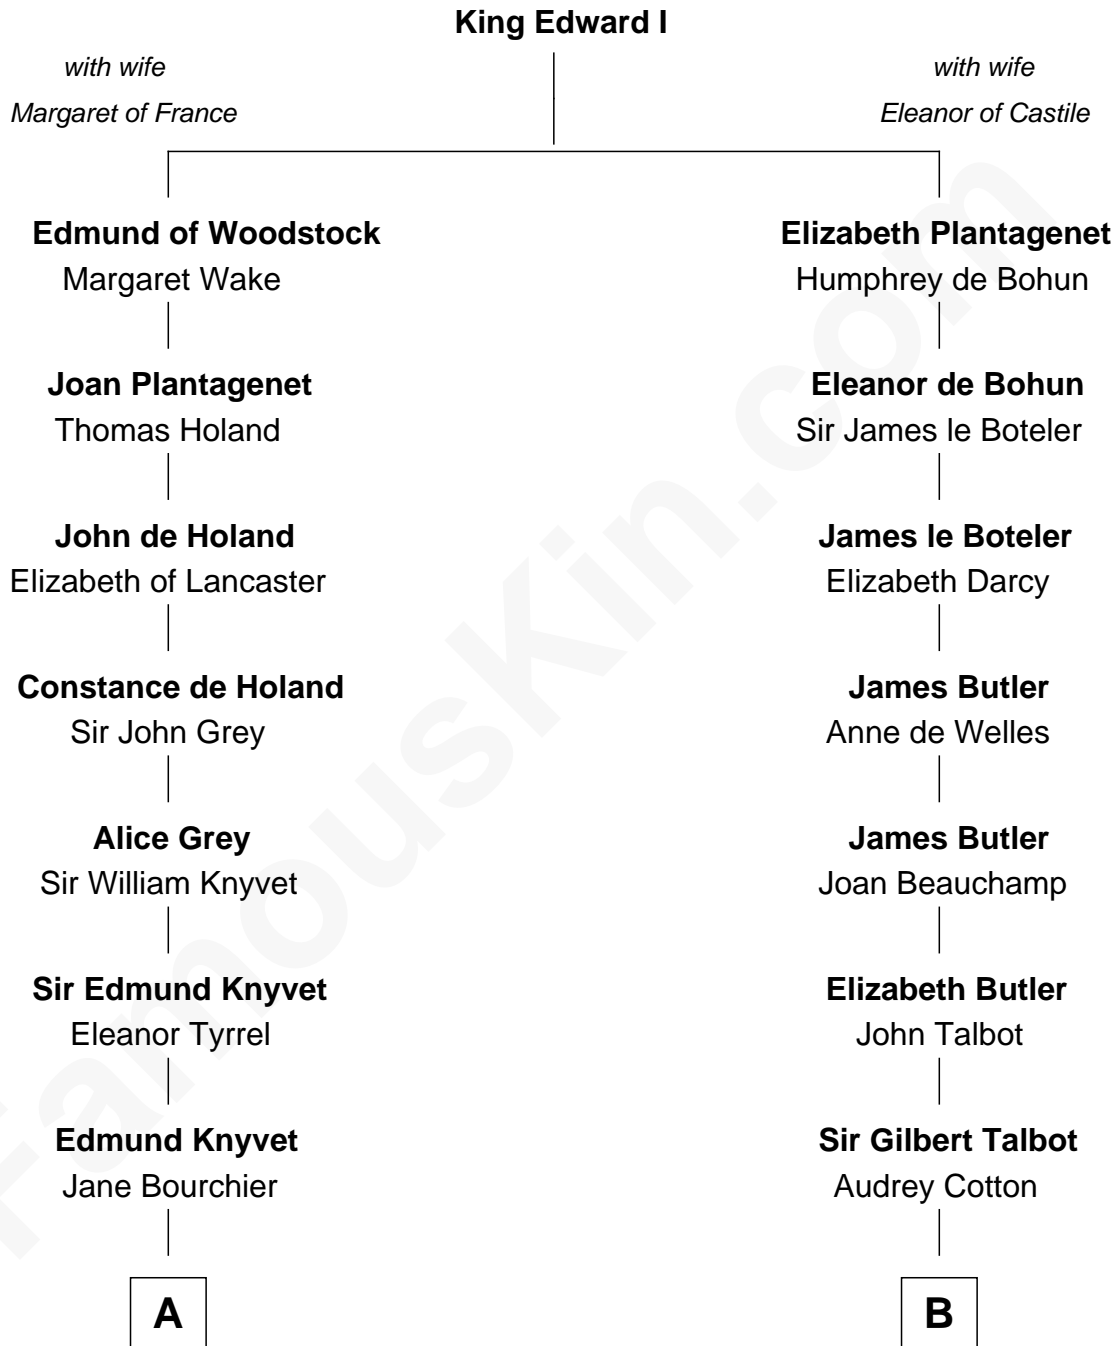 King Edward I
with wife
Margaret of France
with wife
Eleanor of Castile
Edmund of Woodstock
Margaret Wake
Elizabeth Plantagenet
Humphrey de Bohun
Joan Plantagenet
Thomas Holand
Eleanor de Bohun
Sir James le Boteler
John de Holand
Elizabeth of Lancaster
James le Boteler
Elizabeth Darcy
Constance de Holand
Sir John Grey
James Butler
Anne de Welles
Alice Grey
Sir William Knyvet
James Butler
Joan Beauchamp
Sir Edmund Knyvet
Eleanor Tyrrel
Elizabeth Butler
John Talbot
Edmund Knyvet
Jane Bourchier
Sir Gilbert Talbot
Audrey Cotton
A
B
FamousKin.com